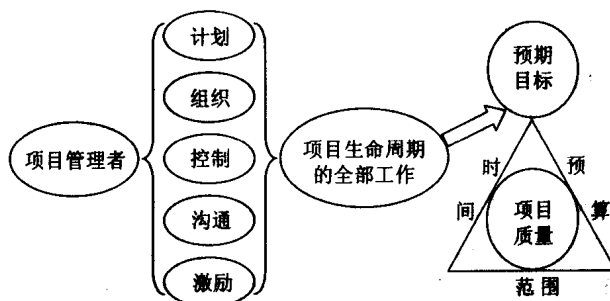 项目管理者
计划
组织
控制
沟通
激励
项目生命周期
的全部工作
预期
目标
时间
预算
项目
质量
范围